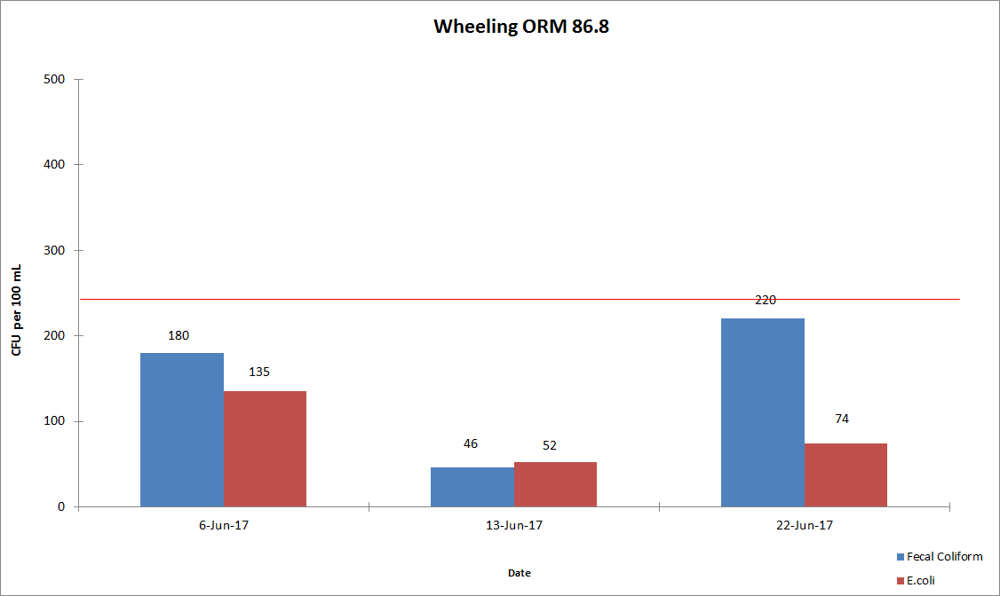 Wheeling ORM 86.8
500
400
300
200
100
0
CFU per 100 mL
180
135
46
52
220
74
6-Jun-17
13-Jun-17
22-Jun-17
Date
Fecal Coliform
E.coli